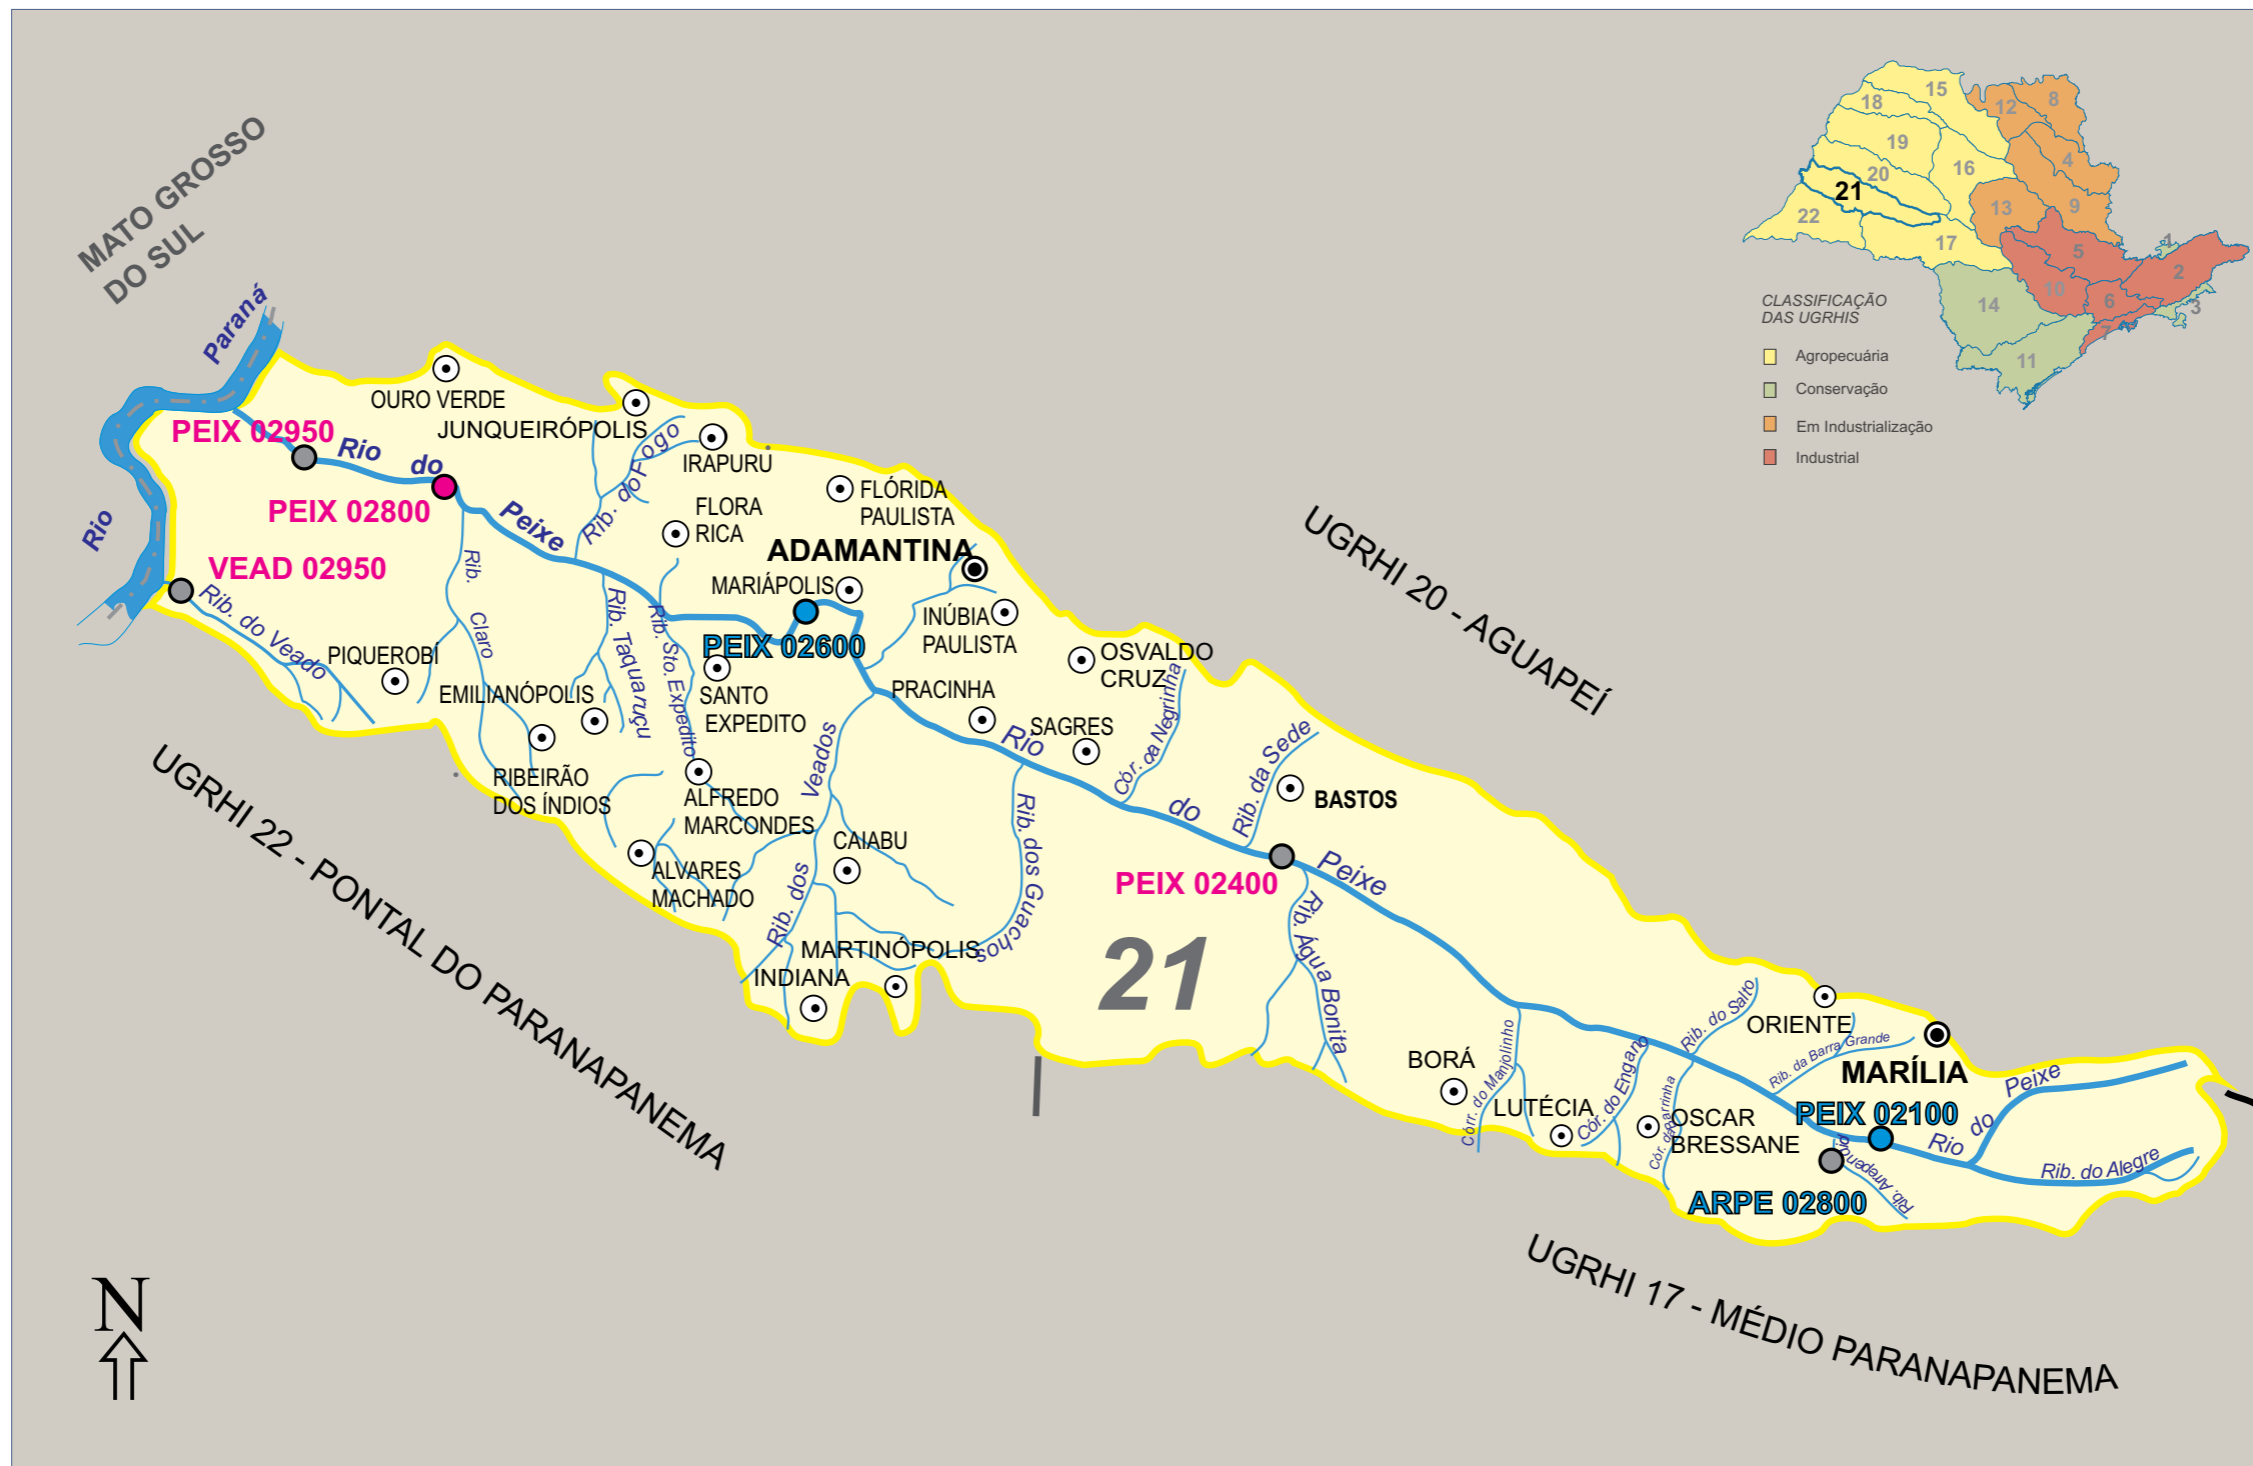 MATO GROSSO
DO SUL
Paraná
Rio
PEIX 02950
Rio
do
Peixe
PEIX 02800
VEAD 02950
Rib. do Veado
OURO VERDE
JUNQUEIRÓPOLIS
Rib. do Fogo
IRAPURU
FLORA
RICA
FLÓRIDA
PAULISTA
ADAMANTINA
MARIÁPOLIS
PEIX 02600
INÚBIA
PAULISTA
OSVALDO
CRUZ
PIQUEROBÍ
Rib.
Claro
Rib. Taquaruçu
Rib. Sto. Expedito
EMILIANÓPOLIS
SANTO
EXPEDITO
PRACINHA
SAGRES
Rio
Cór. da Negrinha
Rib. da Sede
RIBEIRÃO
DOS ÍNDIOS
ALFREDO
MARCONDES
Veados
Rib. dos
CAIABU
ALVARES
MACHADO
Rib. dos Guachos
MARTINÓPOLIS
INDIANA
do
BASTOS
Peixe
PEIX 02400
21
Rib. Água Bonita
BORÁ
Córr. do Manjolinho
LUTÉCIA
Cór. do Engano
Rib. do Salto
ORIENTE
Rib. da Barra Grande
MARÍLIA
Cór. da Barrinha
OSCAR
BRESSANE
PEIX 02100
Rio
do
Peixe
Rib. do Alegre
Rib. Arrependido
ARPE 02800
UGRHI 20 - AGUAPEÍ
UGRHI 22 - PONTAL DO PARANAPANEMA
UGRHI 17 - MÉDIO PARANAPANEMA
N
15
18
12
8
19
4
16
20
21
13
9
22
17
5
1
2
10
6
14
3
7
11
CLASSIFICAÇÃO
DAS UGRHIS
Agropecuária
Conservação
Em Industrialização
Industrial